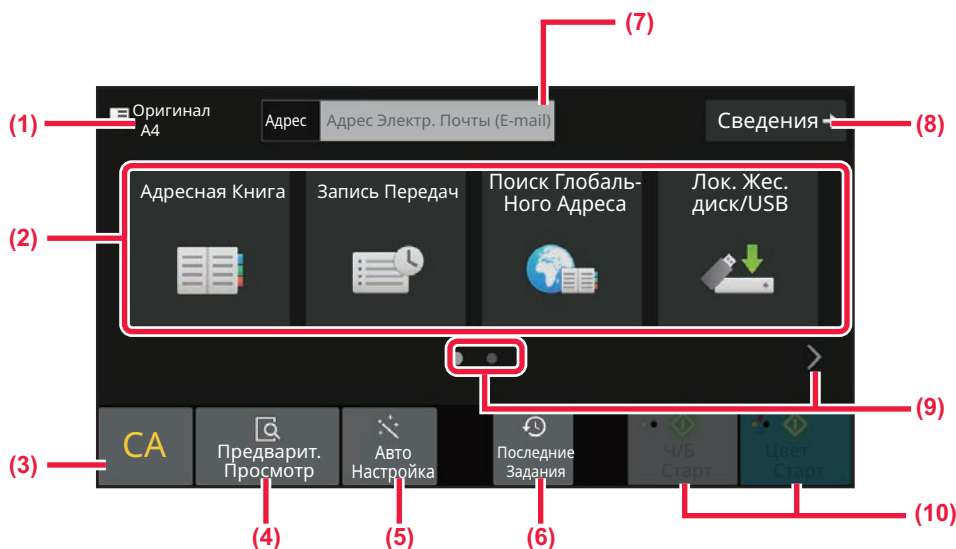 (7)
(1)
Оригинал
A4
Адрес
Адрес Электр. Почты (E-mail)
Сведения
(8)
(2)
Адресная Книга
Запись Передач
Поиск Глобаль-
Ного Адреса
Лок. Жес.
диск/USB
(9)
(3)
CA
Предварит.
Просмотр
Авто
Настройка
Последние
Задания
Ч/Б
Старт
Цвет
Старт
(10)
(4)
(5)
(6)